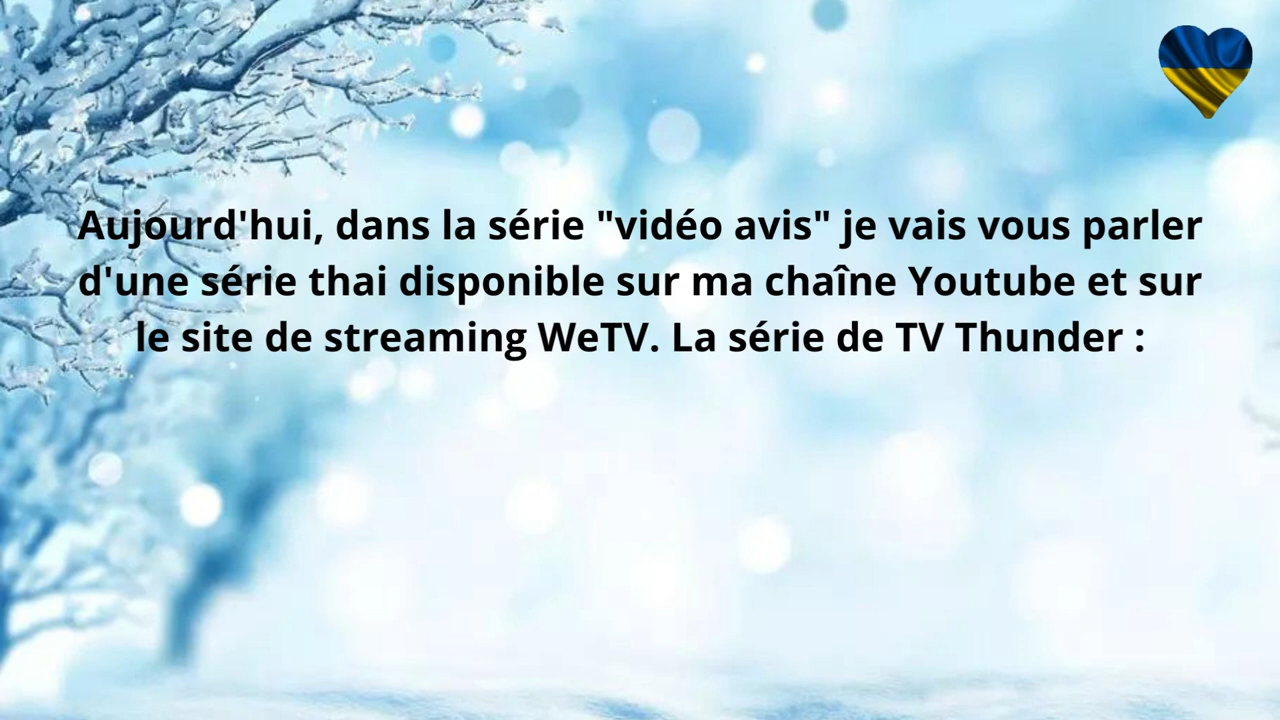 Aujourd'hui, dans la série "vidéo avis" je vais vous parler
d'une série thai disponible sur ma chaîne Youtube et sur
le site de streaming WeTV. La série de TV Thunder :